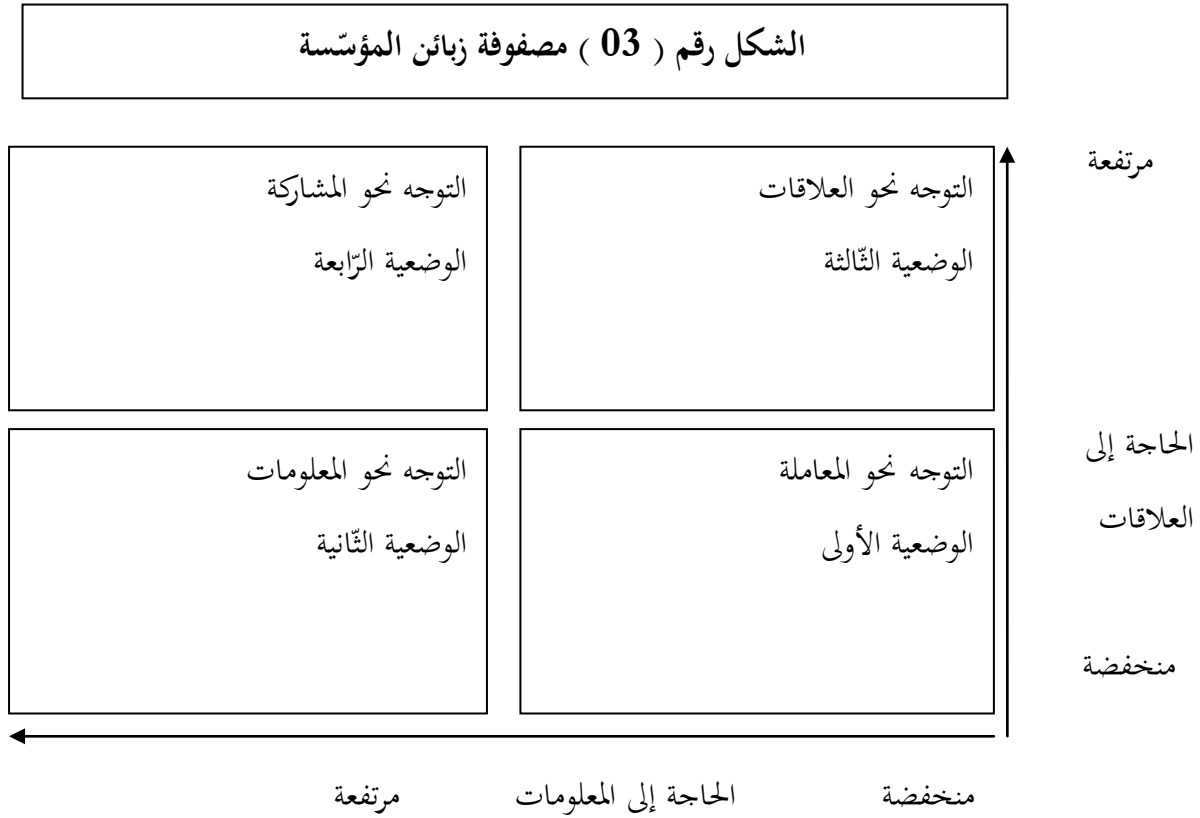 الشكل رقم ( 03 ) مصفوفة زبائن المؤسّسة
مرتفعة
التوجه نحو العلاقات
الوضعية الثّالثة
التوجه نحو المشاركة
الوضعية الرّابعة
الحاجة إلى
العلاقات
التوجه نحو المعاملة
الوضعية الأولى
التوجه نحو المعلومات
الوضعية الثّانية
منخفضة
منخفضة الحاجة إلى المعلومات مرتفعة